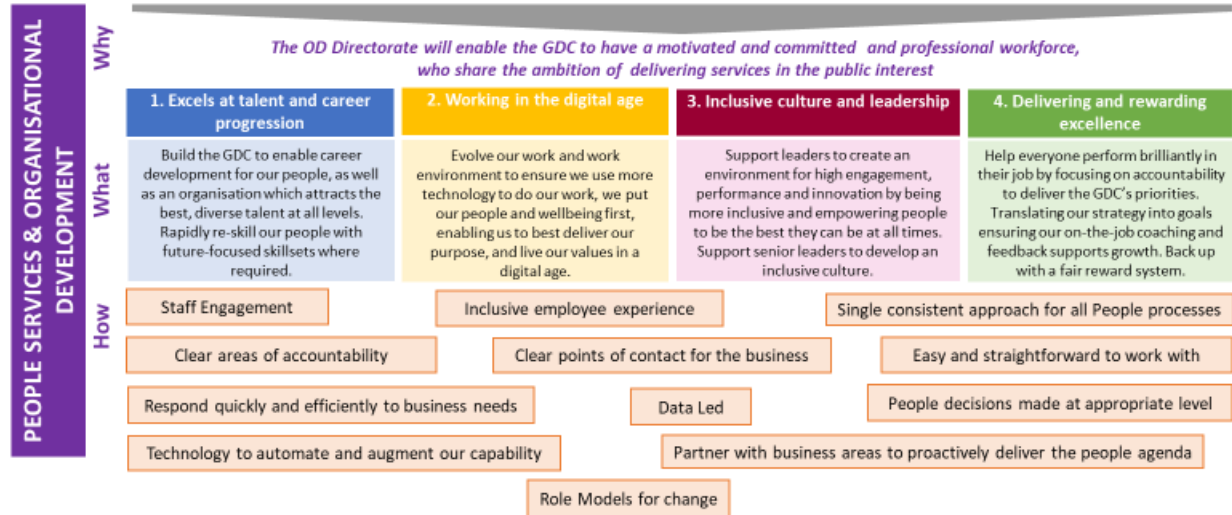 PEOPLE SERVICES & ORGANISATIONAL
DEVELOPMENT
Why
The OD Directorate will enable the GDC to have a motivated and committed and professional workforce,
who share the ambition of delivering services in the public interest
What
1. Excels at talent and career
progression
Build the GDC to enable career
development for our people, as well
as an organisation which attracts the
best, diverse talent at all levels.
Rapidly re-skill our people with
future-focused skillsets where
required.
2. Working in the digital age
Evolve our work and work
environment to ensure we use more
technology to do our work, we put
our people and wellbeing first,
enabling us to best deliver our
purpose, and live our values in a
digital age.
3. Inclusive culture and leadership
Support leaders to create an
environment for high engagement,
performance and innovation by being
more inclusive and empowering people
to be the best they can be at all times.
Support senior leaders to develop an
inclusive culture.
4. Delivering and rewarding
excellence
Help everyone perform brilliantly in
their job by focusing on accountability
to deliver the GDC's priorities.
Translating our strategy into goals
ensuring our on-the-job coaching and
feedback supports growth. Back up
with a fair reward system.
How
Staff Engagement
Inclusive employee experience
Single consistent approach for all People processes
Clear areas of accountability
Clear points of contact for the business
Easy and straightforward to work with
Respond quickly and efficiently to business needs
Data Led
People decisions made at appropriate level
Technology to automate and augment our capability
Partner with business areas to proactively deliver the people agenda
Role Models for change